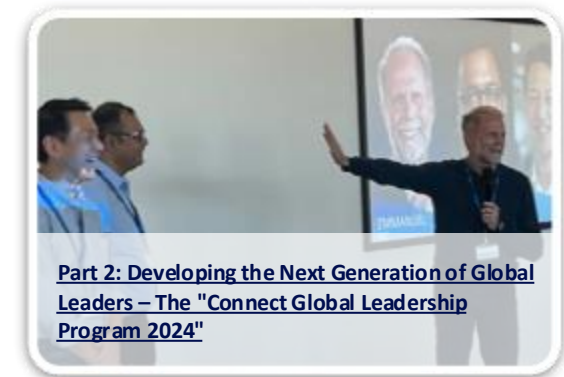 Part 2: Developing the Next Generation of Global
Leaders – The "Connect Global Leadership
Program 2024"